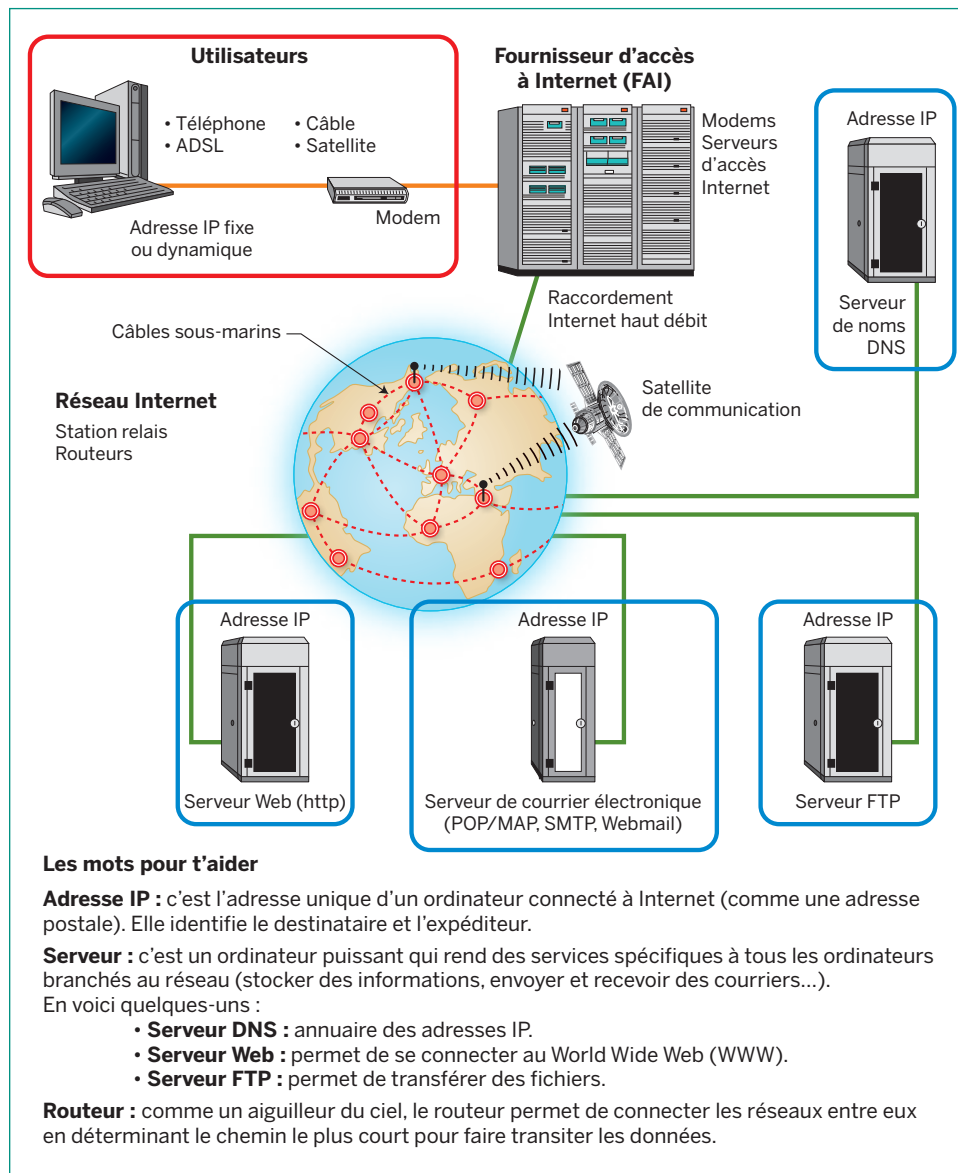 Utilisateurs
• Téléphone
• ADSL
• Câble
• Satellite
Modem
Adresse IP fixe
ou dynamique
Fournisseur d'accès
à Internet (FAI)
Modems
Serveurs
d'accès
Internet
Adresse IP
Serveur
de noms
DNS
Raccordement
Internet haut débit
Câbles sous-marins
Réseau Internet
Station relais
Routeurs
Satellite
de communication
Adresse IP
Serveur Web (http)
Adresse IP
Serveur de courrier électronique
(POP/MAP, SMTP, Webmail)
Adresse IP
Serveur FTP
Les mots pour t'aider
Adresse IP : c'est l'adresse unique d'un ordinateur connecté à Internet (comme une adresse
postale). Elle identifie le destinataire et l'expéditeur.
Serveur : c'est un ordinateur puissant qui rend des services spécifiques à tous les ordinateurs
branchés au réseau (stocker des informations, envoyer et recevoir des courriers...).
En voici quelques-uns :
• Serveur DNS : annuaire des adresses IP.
• Serveur Web : permet de se connecter au World Wide Web (WWW).
• Serveur FTP : permet de transférer des fichiers.
Routeur : comme un aiguilleur du ciel, le routeur permet de connecter les réseaux entre eux
en déterminant le chemin le plus court pour faire transiter les données.